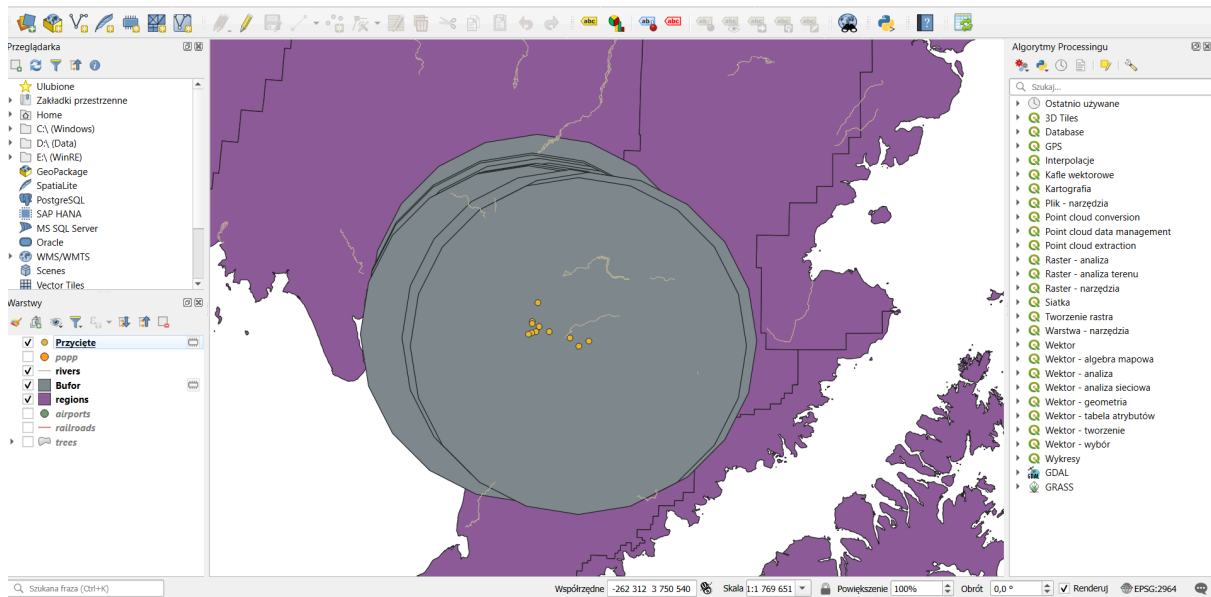 abc
ab
abc
abc
Przeglądarka
Ulubione
Zakładki przestrzenne
Home
C:\ (Windows)
D:\ (Data)
E:\ (WinRE)
GeoPackage
SpatiaLite
PostgreSQL
SAP HANA
MS SQL Server
Oracle
WMS/WMTS
Scenes
Vector Tiles
Warstwy
Przycięte
popp
rivers
Bufor
regions
airports
railroads
trees
Algorytmy Processingu
Szukaj...
Ostatnio używane
3D Tiles
Database
GPS
Interpolacje
Kafle wektorowe
Kartografia
Plik - narzędzia
Point cloud conversion
Point cloud data management
Point cloud extraction
Raster - analiza
Raster - analiza terenu
Raster - narzędzia
Siatka
Tworzenie rastra
Warstwa - narzędzia
Wektor
Wektor - algebra mapowa
Wektor - analiza
Wektor - analiza sieciowa
Wektor - geometria
Wektor - tabela atrybutów
Wektor - tworzenie
Wektor - wybór
Wykresy
GDAL
GRASS
Szukana fraza (Ctrl+K)
Współrzędne -262 312 3 750 540 Skala 1:1 769 651 Powiększenie 100% Obrót 0,0 ° Renderuj EPSG:2964